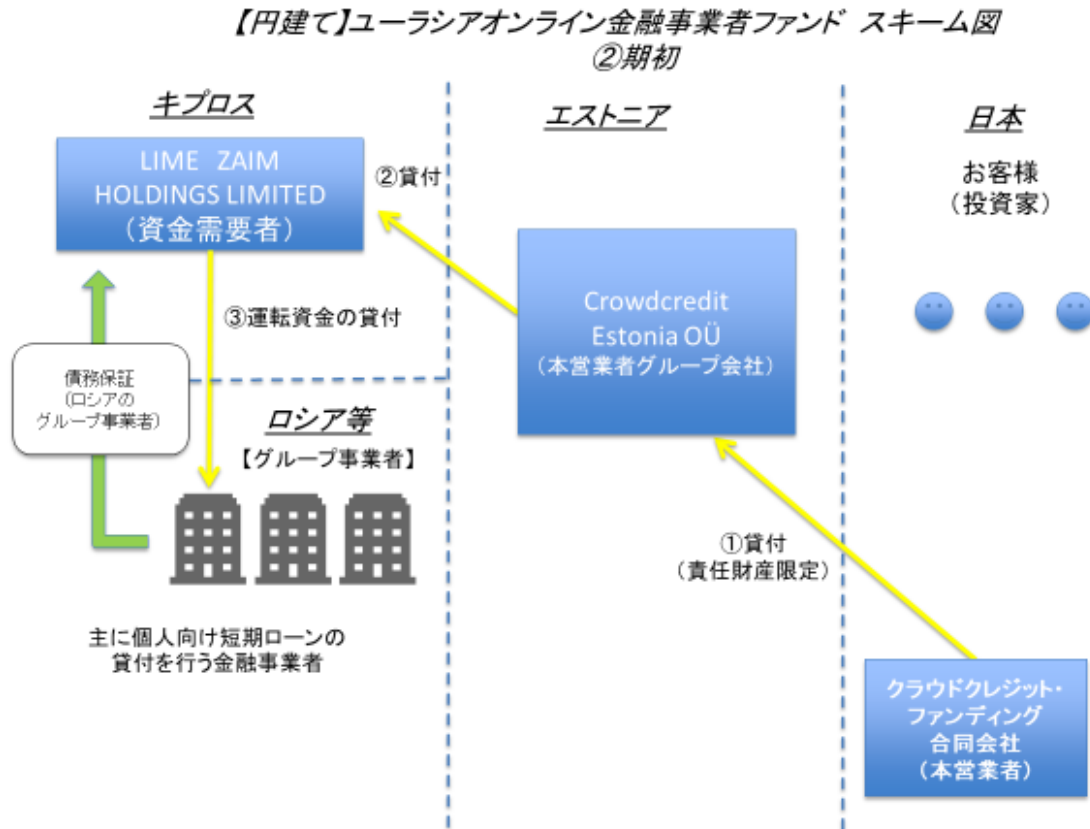 【円建て】ユーラシアオンライン金融事業者ファンド スキーム図
②期初
キプロス
LIME ZAIM
HOLDINGS LIMITED
（資金需要者）
②貸付
③運転資金の貸付
債務保証
(ロシアの
グループ事業者)
ロシア等
【グループ事業者】
主に個人向け短期ローンの
貸付を行う金融事業者
エストニア
Crowdcredit
Estonia OÜ
（本営業者グループ会社）
①貸付
（責任財産限定）
日本
お客様
（投資家）
クラウドクレジット・
ファンディング
合同会社
（本営業者）